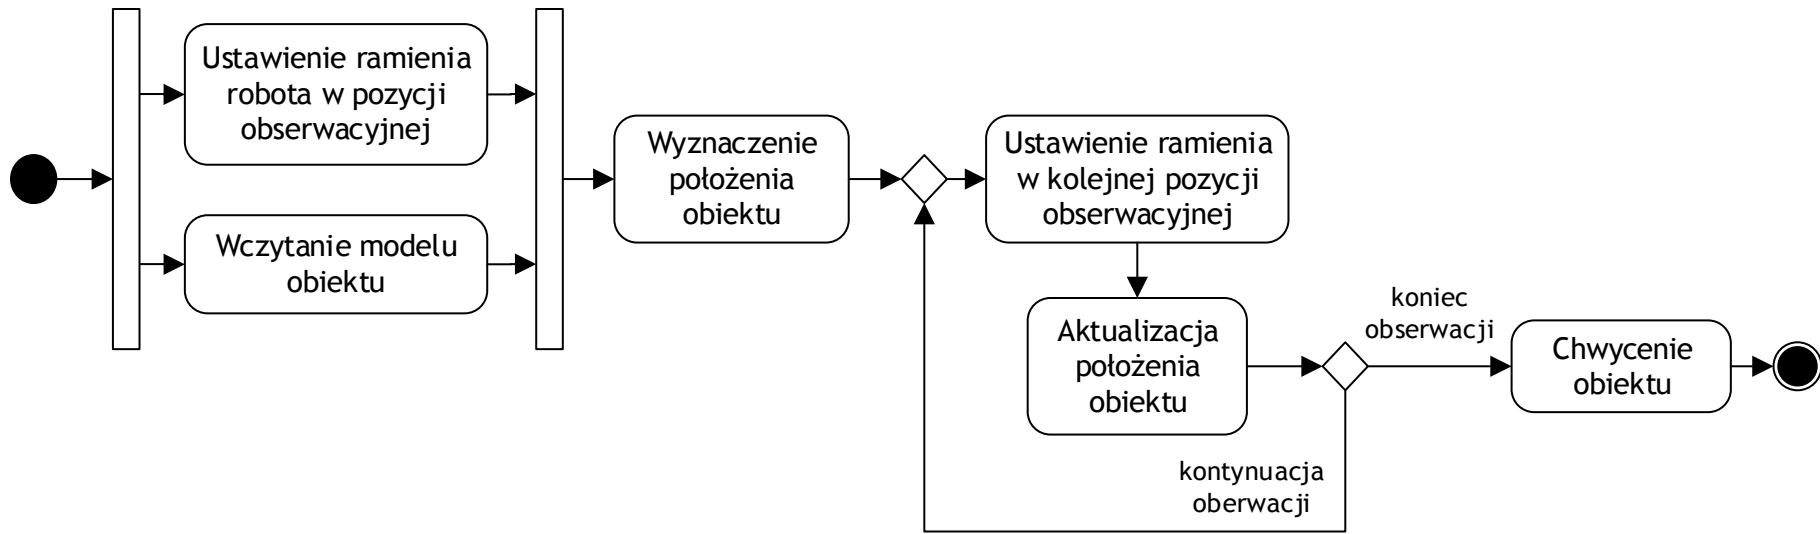 Ustawienie ramienia
robota w pozycji
obserwacyjnej
Wczytanie modelu
obiektu
Wyznaczenie
położenia
obiektu
Ustawienie ramienia
w kolejnej pozycji
obserwacyjnej
Aktualizacja
położenia
obiektu
koniec
obserwacji
kontynuacja
oberwacji
Chwycenie
obiektu